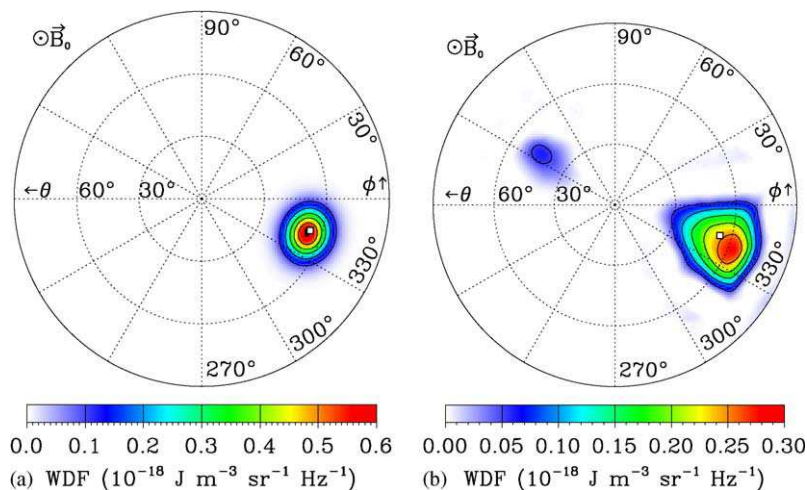 ⊙B⃗₀
90°
60°
30°
←θ 60° 30° φ↑
330°
300°
270°
0.0 0.1 0.2 0.3 0.4 0.5 0.6
(a) WDF (10⁻¹⁸ J m⁻³ sr⁻¹ Hz⁻¹)
⊙B⃗₀
90°
60°
30°
←θ 60° 30° φ↑
330°
300°
270°
0.00 0.05 0.10 0.15 0.20 0.25 0.30
(b) WDF (10⁻¹⁸ J m⁻³ sr⁻¹ Hz⁻¹)